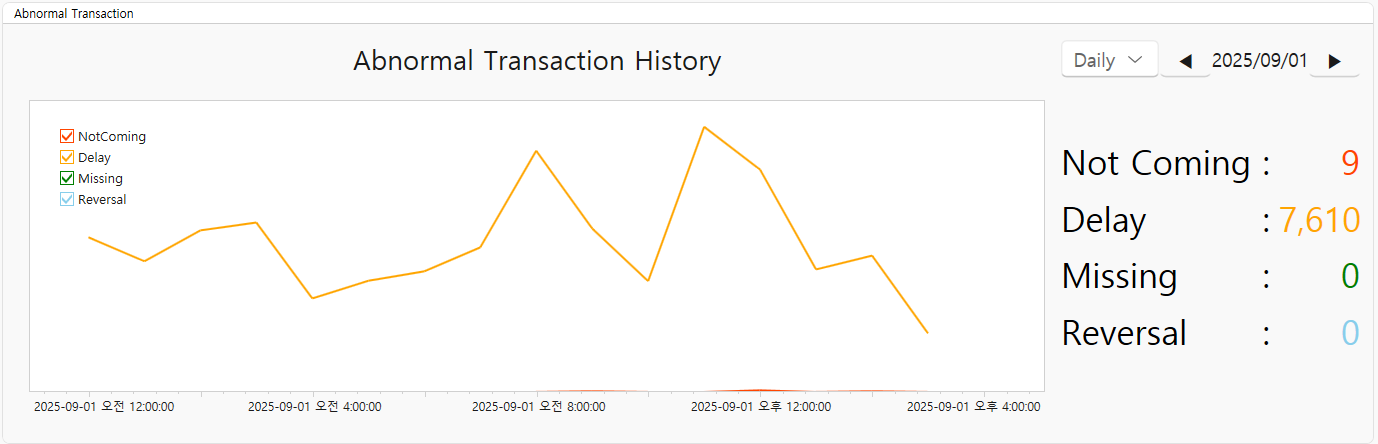 Abnormal Transaction
Abnormal Transaction History
Daily
2025/09/01
NotComing
Delay
Missing
Reversal
Not Coming : 9
Delay : 7,610
Missing : 0
Reversal : 0
2025-09-01 오전 12:00:00
2025-09-01 오전 4:00:00
2025-09-01 오전 8:00:00
2025-09-01 오후 12:00:00
2025-09-01 오후 4:00:00